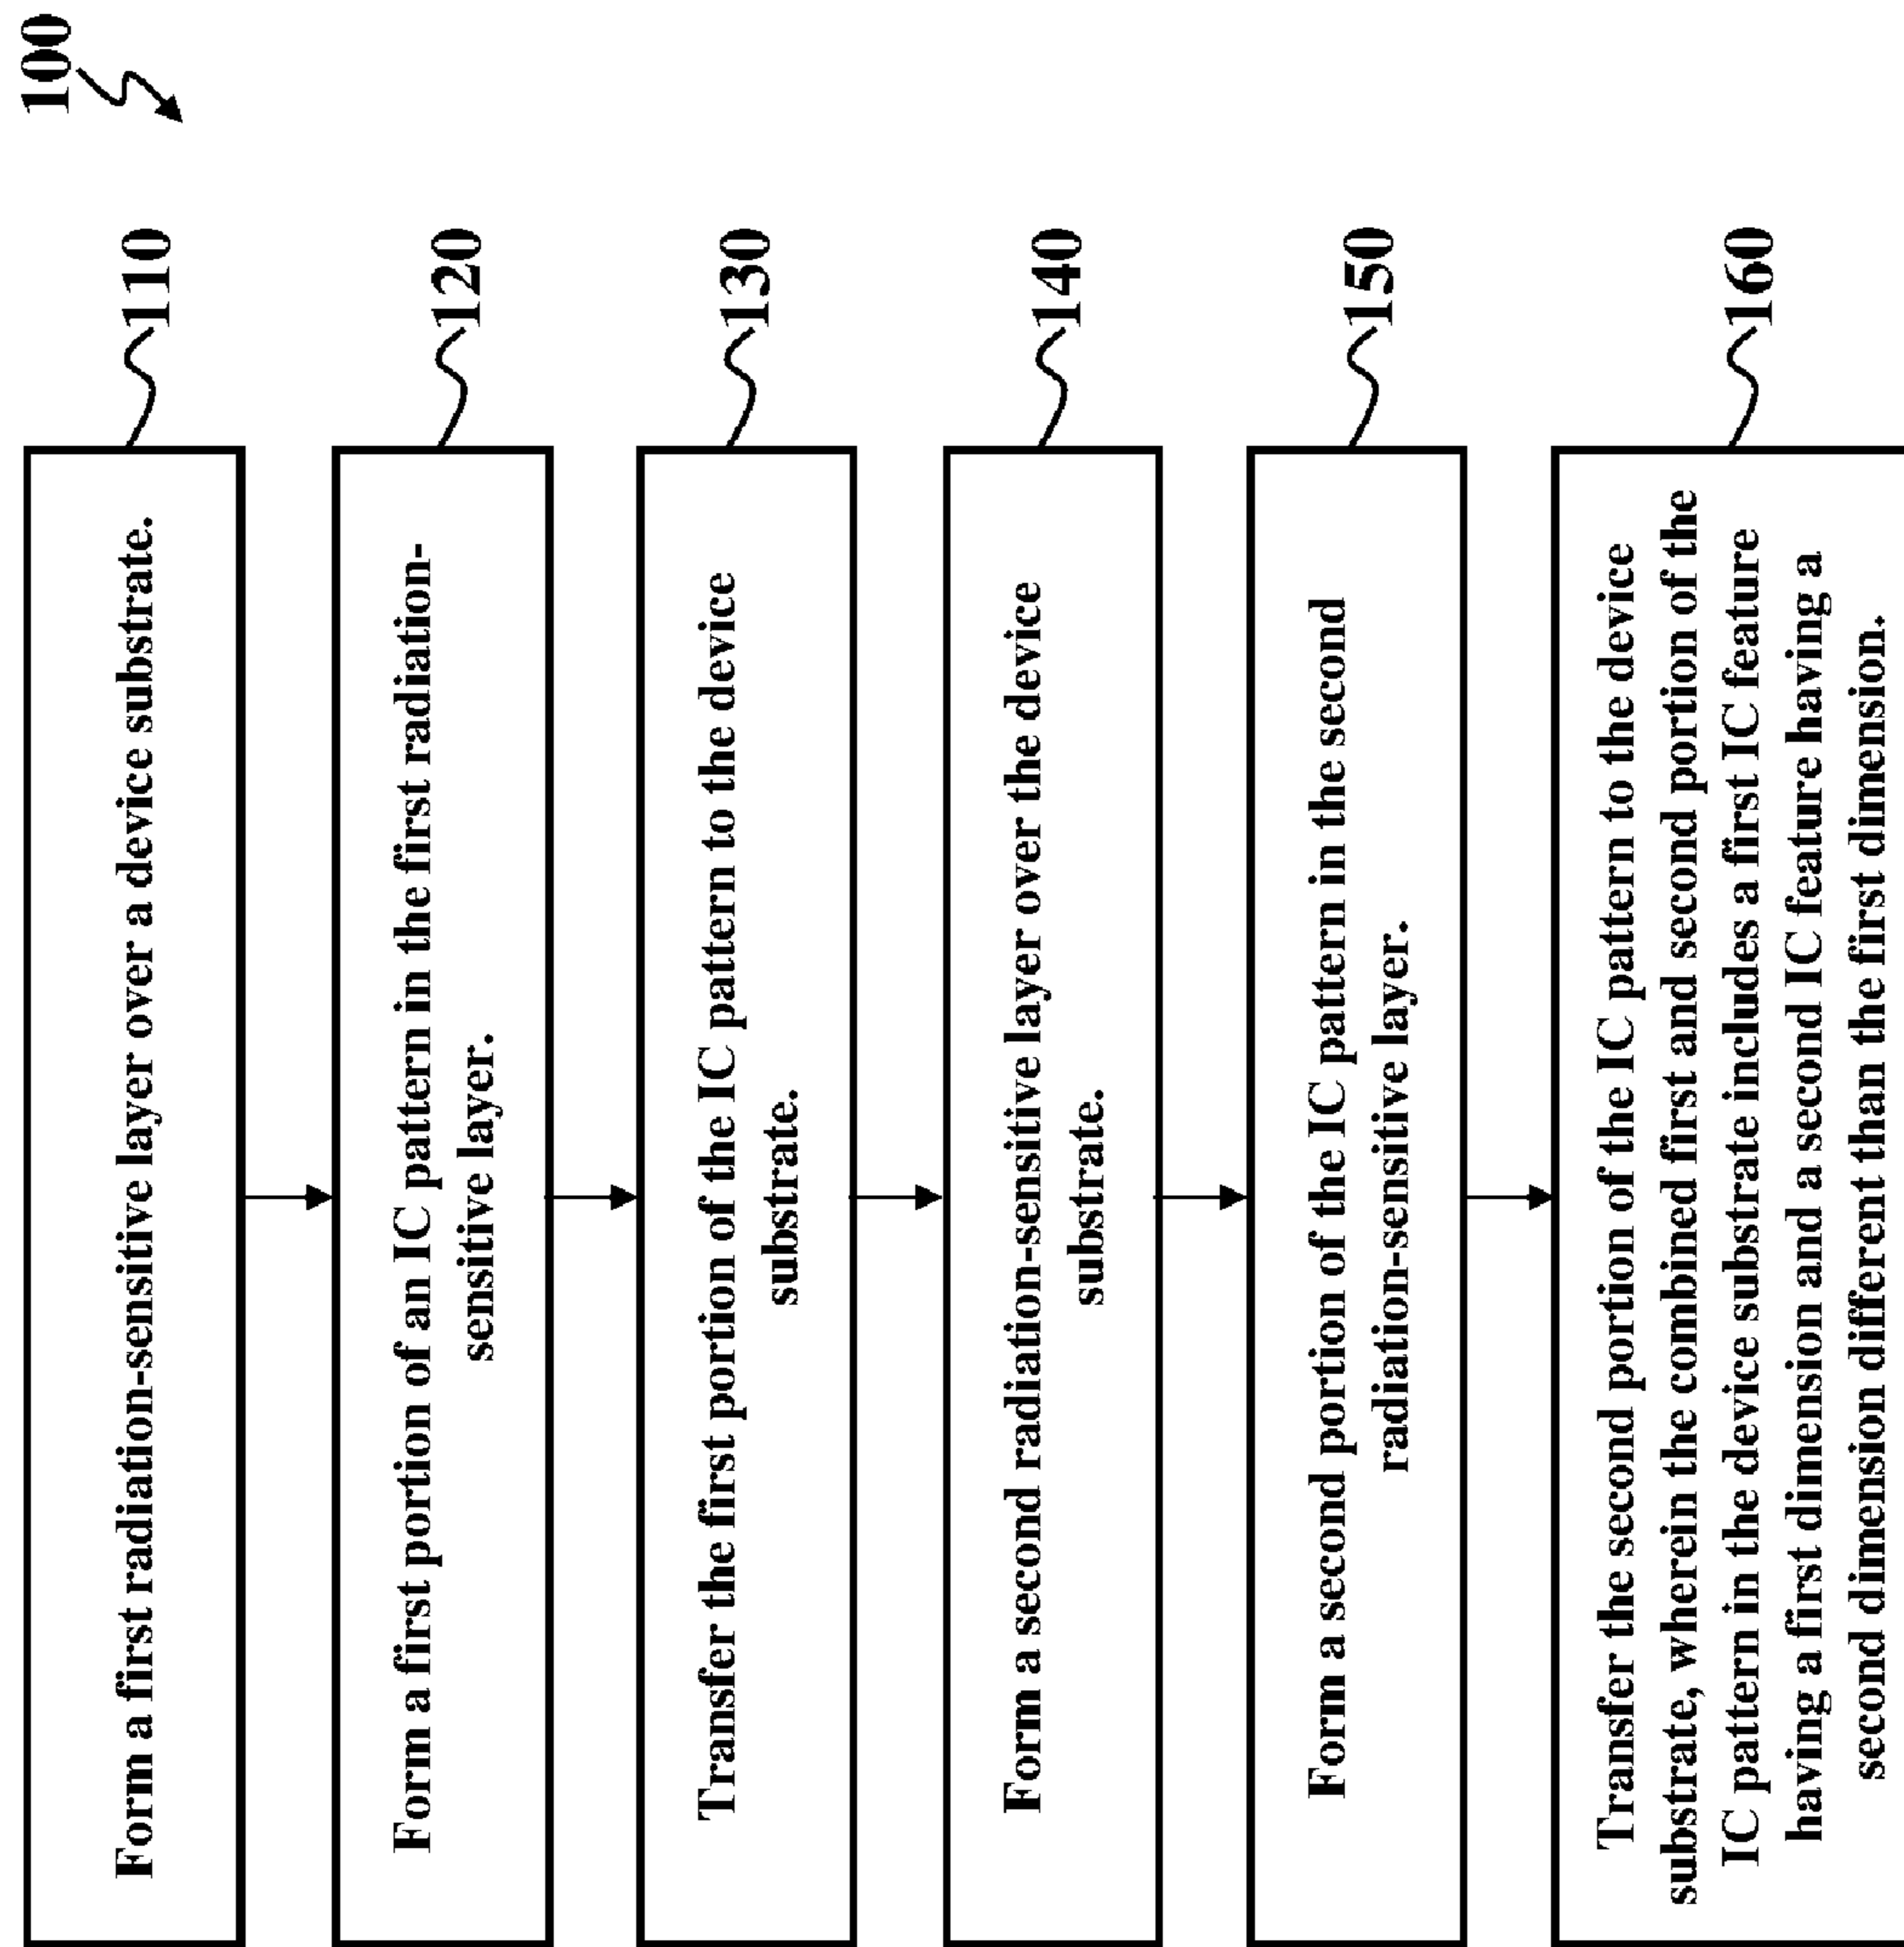 100
Form a first radiation-sensitive layer over a device substrate.
110
Form a first portion of an IC pattern in the first radiation-
sensitive layer.
120
Transfer the first portion of the IC pattern to the device
substrate.
130
Form a second radiation-sensitive layer over the device
substrate.
140
Form a second portion of the IC pattern in the second
radiation-sensitive layer.
150
Transfer the second portion of the IC pattern to the device
substrate, wherein the combined first and second portion of the
IC pattern in the device substrate includes a first IC feature
having a first dimension and a second IC feature having a
second dimension different than the first dimension.
160